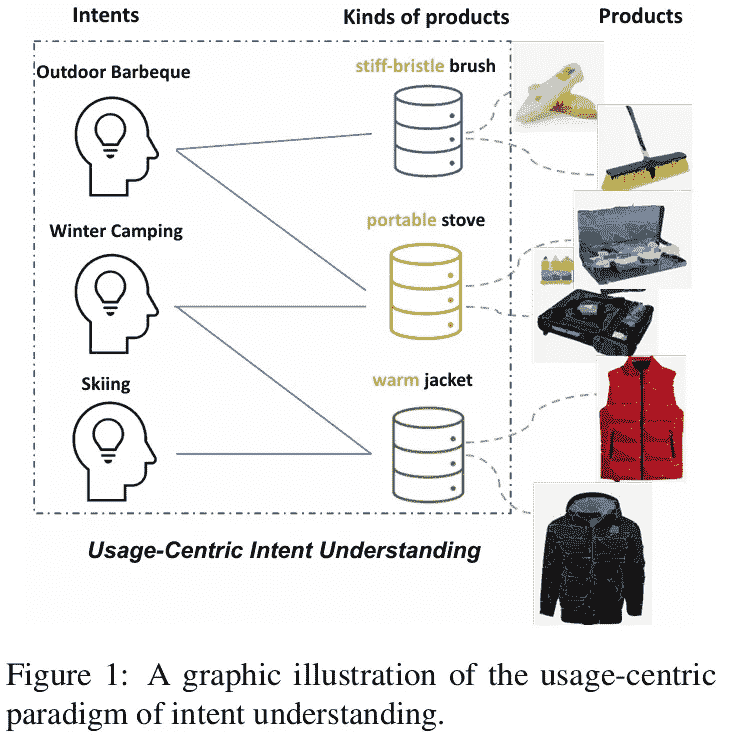 Intents
Kinds of products
Products
Outdoor Barbeque
stiff-bristle brush
Winter Camping
portable stove
Skiing
warm jacket
Usage-Centric Intent Understanding
Figure 1: A graphic illustration of the usage-centric
paradigm of intent understanding.